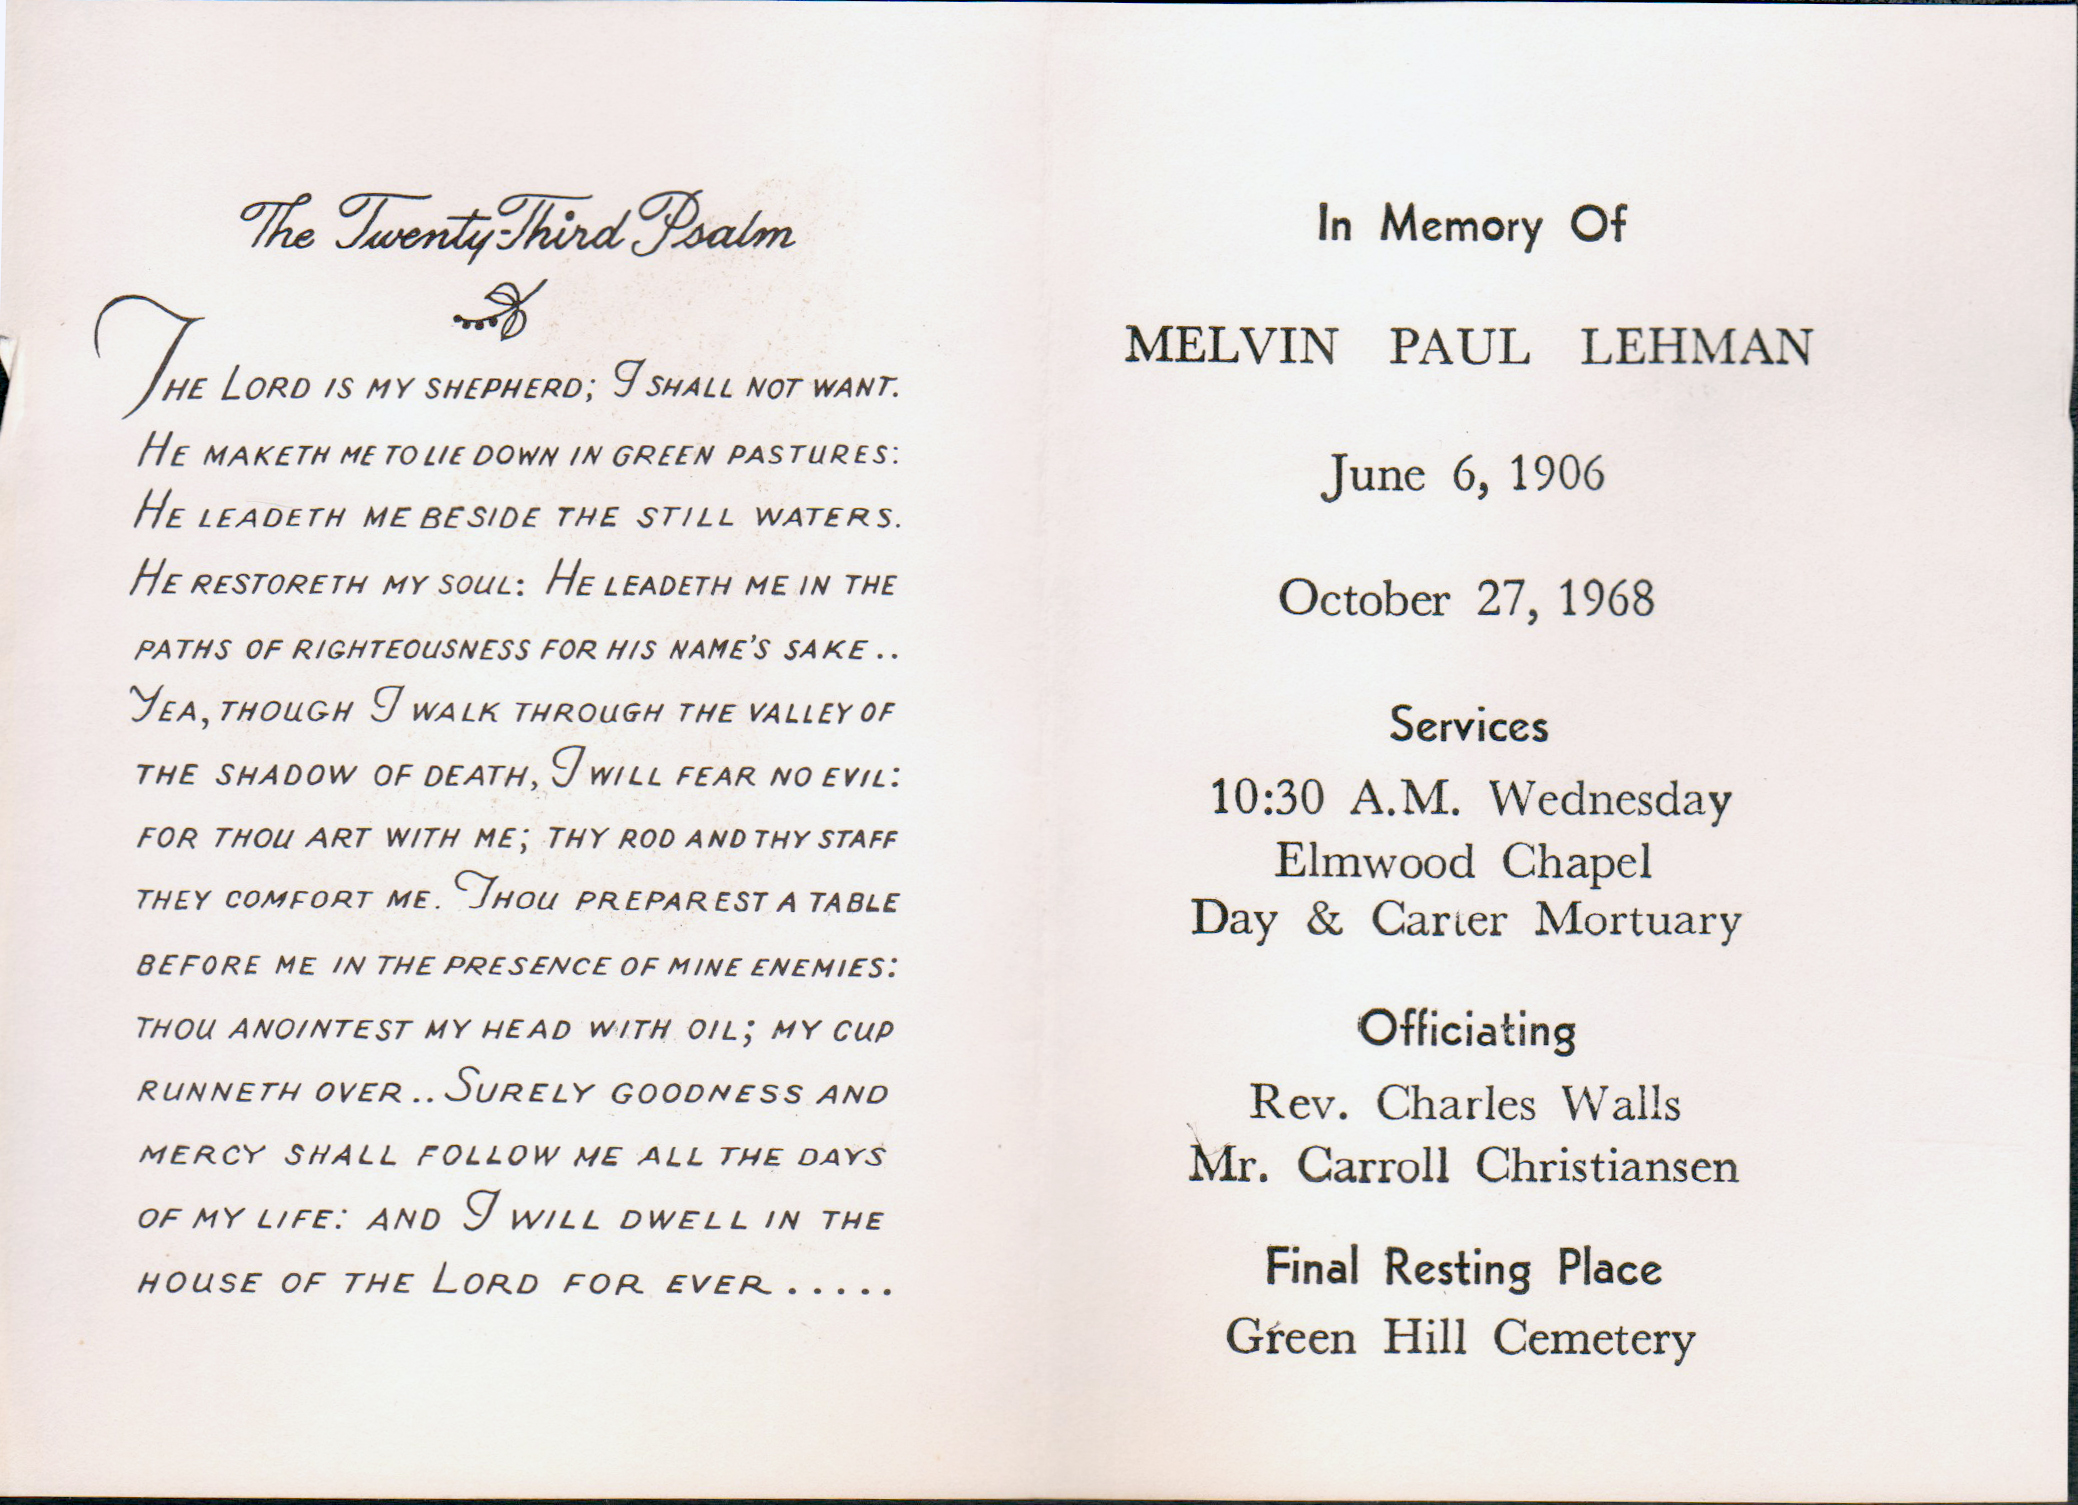 The Twenty-Third Psalm
THE LORD IS MY SHEPHERD; I SHALL NOT WANT.
HE MAKETH ME TO LIE DOWN IN GREEN PASTURES:
HE LEADETH ME BESIDE THE STILL WATERS.
HE RESTORETH MY SOUL: HE LEADETH ME IN THE
PATHS OF RIGHTEOUSNESS FOR HIS NAME'S SAKE..
YEA, THOUGH I WALK THROUGH THE VALLEY OF
THE SHADOW OF DEATH, I WILL FEAR NO EVIL:
FOR THOU ART WITH ME; THY ROD AND THY STAFF
THEY COMFORT ME. THOU PREPAREST A TABLE
BEFORE ME IN THE PRESENCE OF MINE ENEMIES:
THOU ANOINTEST MY HEAD WITH OIL; MY CUP
RUNNETH OVER.. SURELY GOODNESS AND
MERCY SHALL FOLLOW ME ALL THE DAYS
OF MY LIFE: AND I WILL DWELL IN THE
HOUSE OF THE LORD FOR EVER.....
In Memory Of
MELVIN PAUL LEHMAN
June 6, 1906
October 27, 1968
Services
10:30 A.M. Wednesday
Elmwood Chapel
Day & Carter Mortuary
Officiating
Rev. Charles Walls
Mr. Carroll Christiansen
Final Resting Place
Green Hill Cemetery